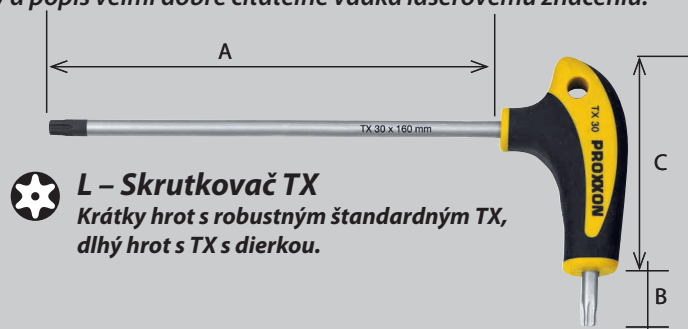 a popis veľmi dobre čitateľné vďaka laserovému značeniu.
A
TX 30 x 160 mm
TX 30 PROXXON
C
L – Skrutkovač TX
Krátky hrot s robustným štandardným TX,
dlhý hrot s TX s dierkou.
B